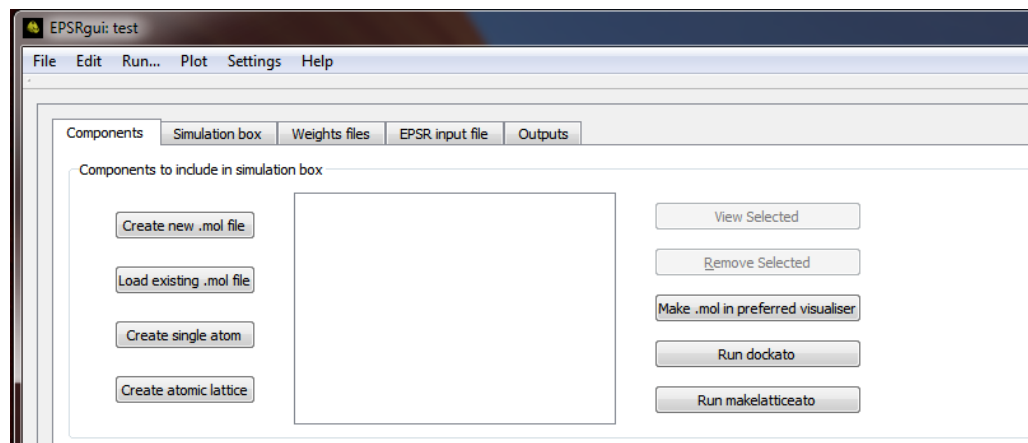 EPSRgui: test
File Edit Run... Plot Settings Help
Components Simulation box Weights files EPSR input file Outputs
Components to include in simulation box
Create new .mol file
Load existing .mol file
Create single atom
Create atomic lattice
View Selected
Remove Selected
Make .mol in preferred visualiser
Run dockato
Run makelatticeato